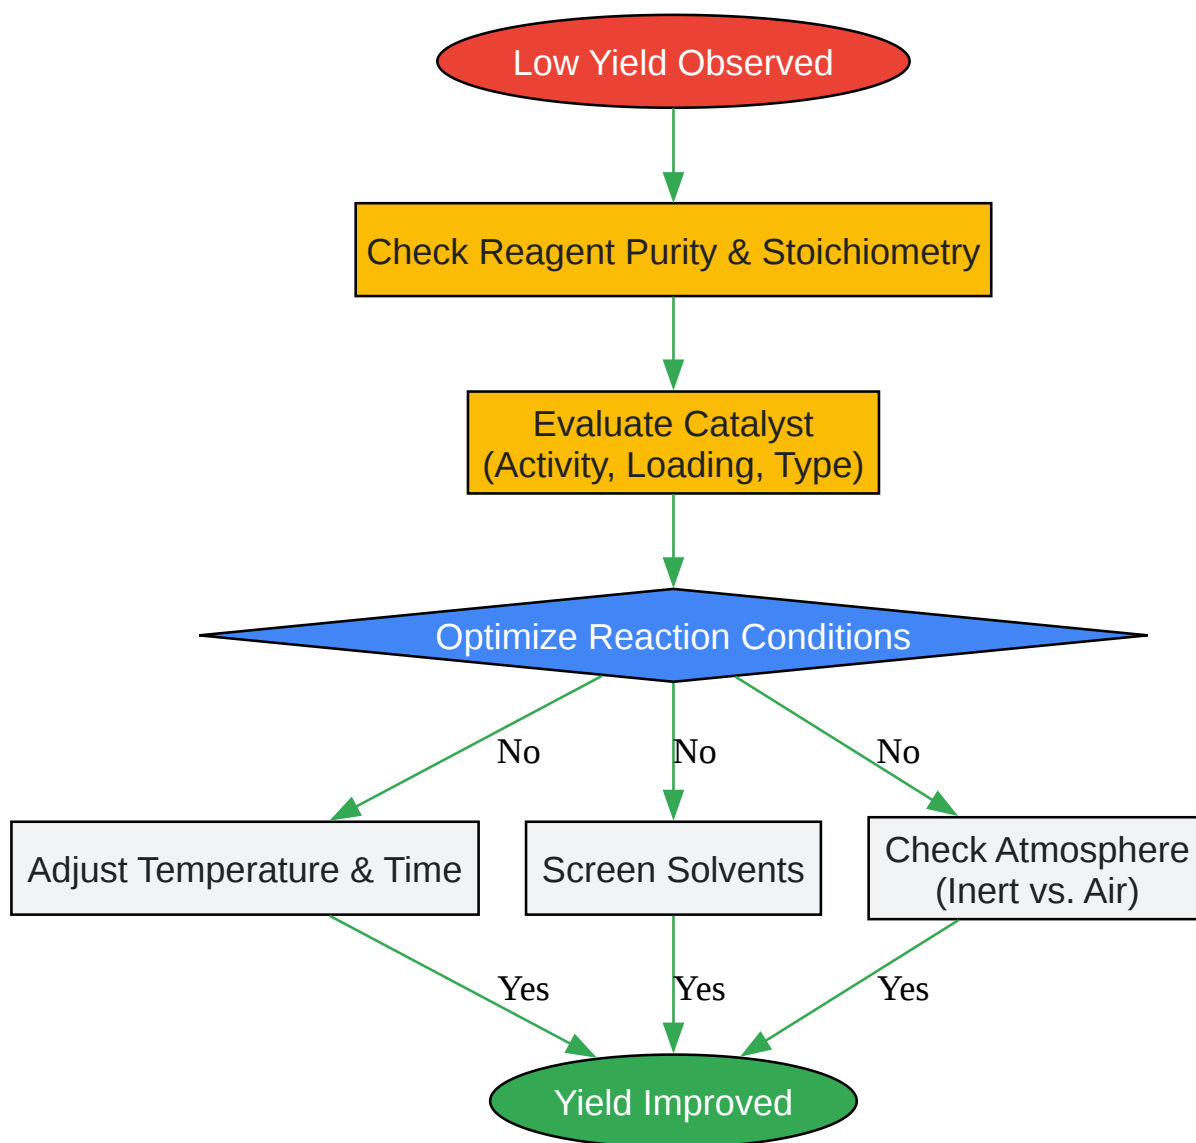 Low Yield Observed
Check Reagent Purity & Stoichiometry
Evaluate Catalyst
(Activity, Loading, Type)
Optimize Reaction Conditions
No
No
No
Adjust Temperature & Time
Screen Solvents
Check Atmosphere
(Inert vs. Air)
Yes
Yes
Yes
Yield Improved